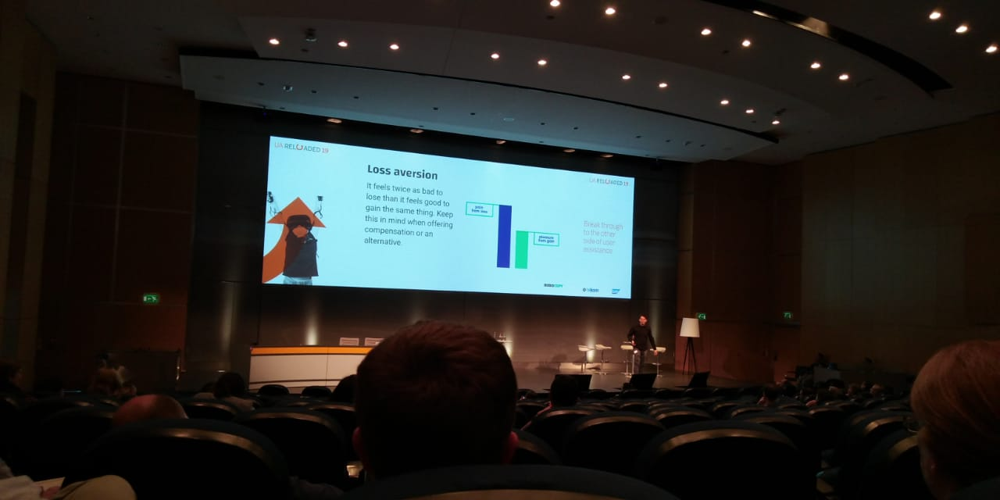 UA RELOADED 19
Loss aversion
It feels twice as bad to
lose than it feels good to
gain the same thing. Keep
this in mind when offering
compensation or an
alternative.
pain
from loss
pleasure
from gain
UA RELOADED 19
Break through
to the other
side of user
assistance
ROBOCOPY
SAP